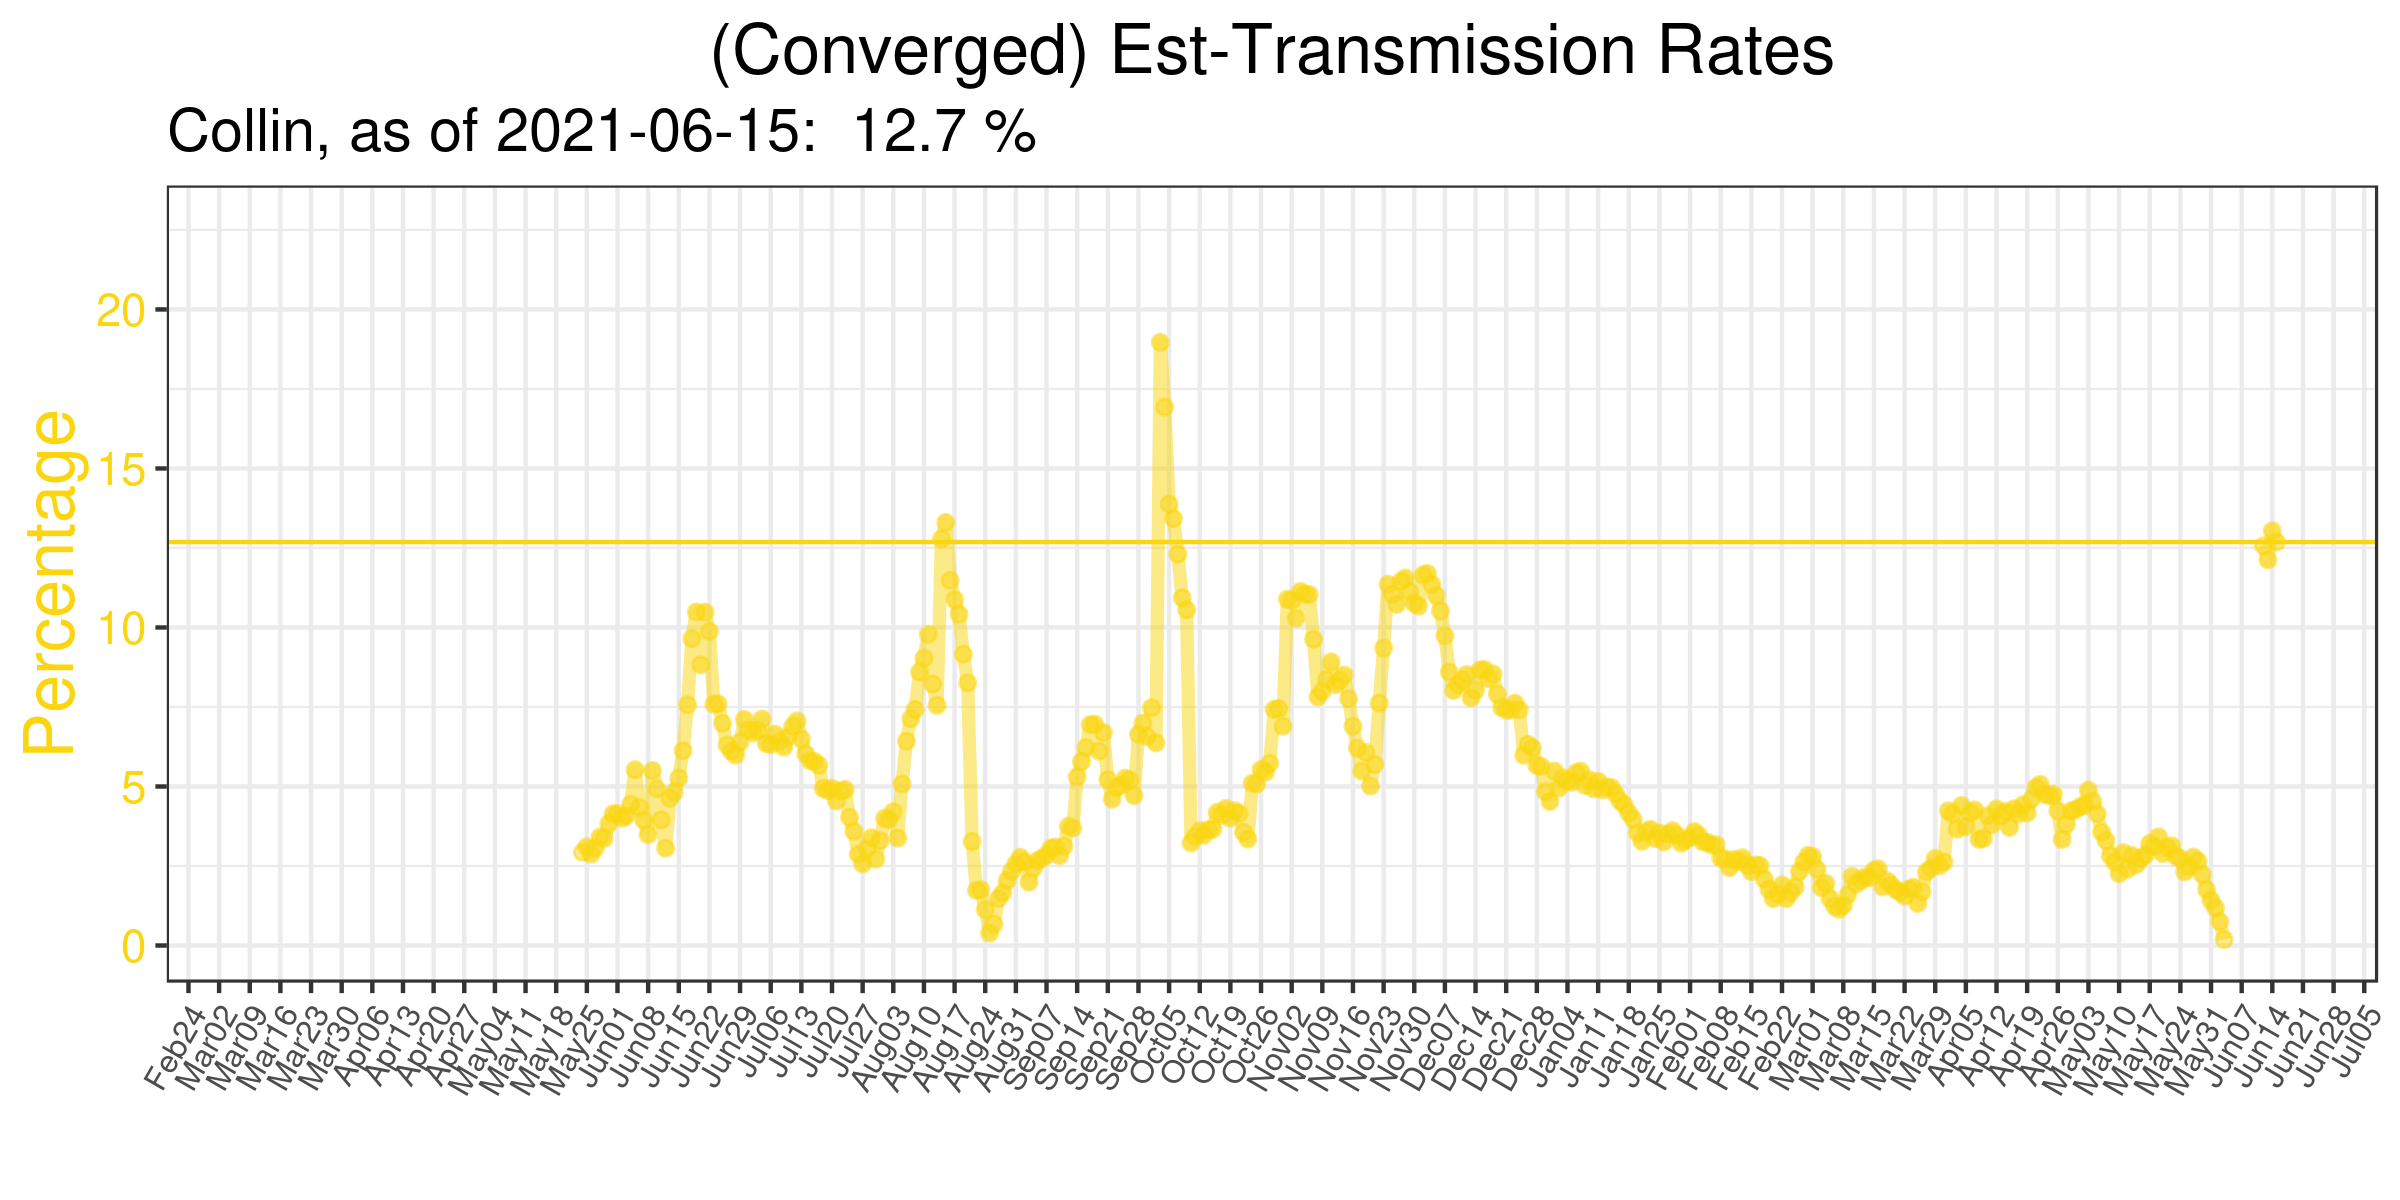 (Converged) Est-Transmission Rates
Collin, as of 2021-06-15:  12.7 %
Percentage
20
15
10
5
0
Feb24
Mar02
Mar09
Mar16
Mar23
Mar30
Apr06
Apr13
Apr20
Apr27
May04
May11
May18
May25
Jun01
Jun08
Jun15
Jun22
Jun29
Jul06
Jul13
Jul20
Jul27
Aug03
Aug10
Aug17
Aug24
Aug31
Sep07
Sep14
Sep21
Sep28
Oct05
Oct12
Oct19
Oct26
Nov02
Nov09
Nov16
Nov23
Nov30
Dec07
Dec14
Dec21
Dec28
Jan04
Jan11
Jan18
Jan25
Feb01
Feb08
Feb15
Feb22
Mar01
Mar08
Mar15
Mar22
Mar29
Apr05
Apr12
Apr19
Apr26
May03
May10
May17
May24
May31
Jun07
Jun14
Jun21
Jun28
Jul05